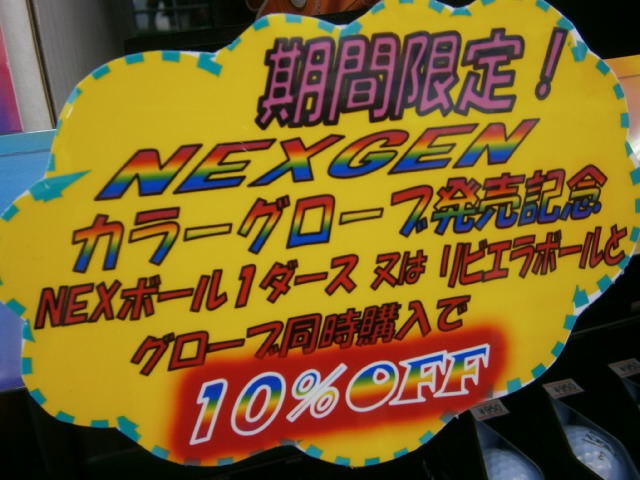 期間限定！
NEXGEN
カラーグローブ発売記念
NEXボール1ダース 又は リビエラボールと
グローブ同時購入で
10%OFF